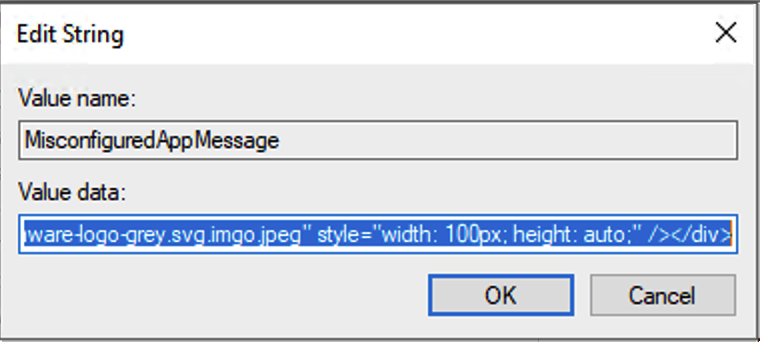 Edit String
Value name:
MisconfiguredAppMessage
Value data:
ware-logo-grey.svg.imgo.jpeg" style="width: 100px; height: auto;" /></div>
OK
Cancel